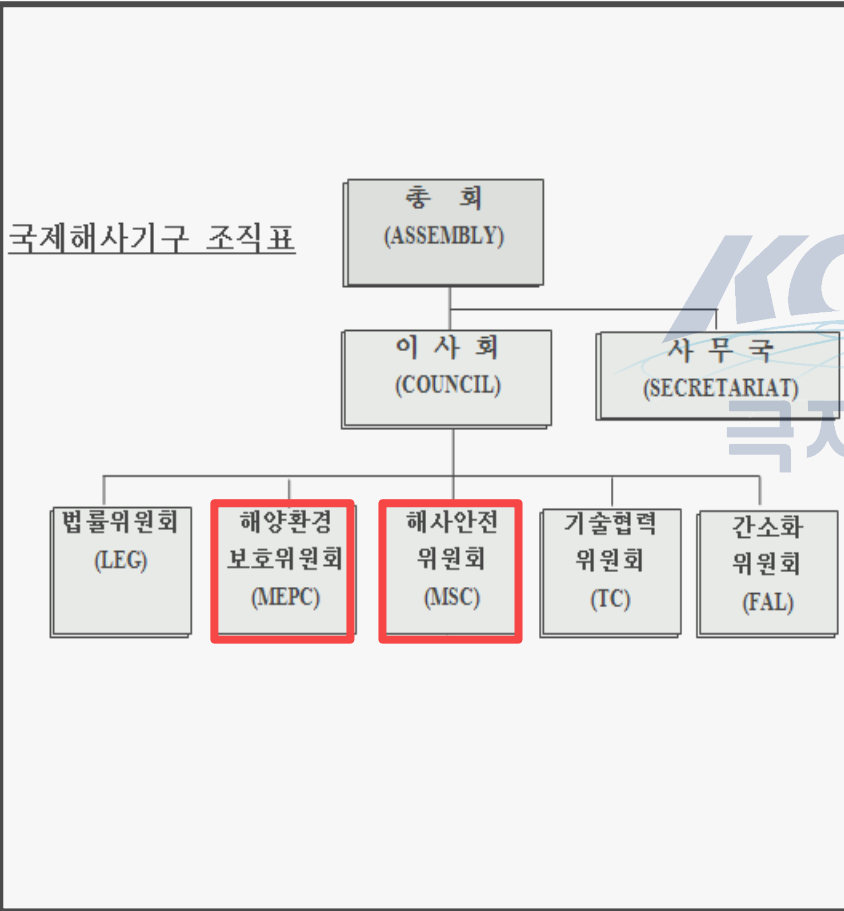 국제해사기구 조직표
총 회
(ASSEMBLY)
이 사 회
(COUNCIL)
사 무 국
(SECRETARIAT)
법률위원회
(LEG)
해양환경
보호위원회
(MEPC)
해사안전
위원회
(MSC)
기술협력
위원회
(TC)
간소화
위원회
(FAL)